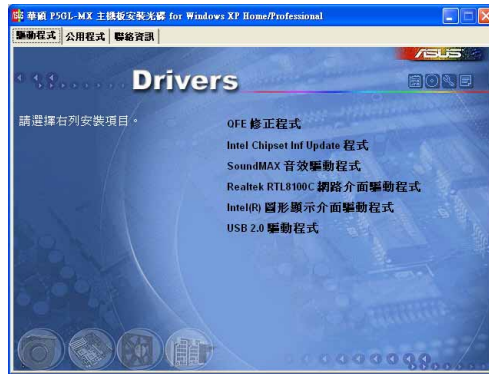 華碩 P5GL-MX 主機板安裝光碟 for Windows XP Home/Professional
驅動程式 公用程式 聯絡資訊
ASUS
Drivers
請選擇右列安裝項目。
QFE 修正程式
Intel Chipset Inf Update 程式
SoundMAX 音效驅動程式
Realtek RTL8100C 網路介面驅動程式
Intel(R) 圖形顯示介面驅動程式
USB 2.0 驅動程式